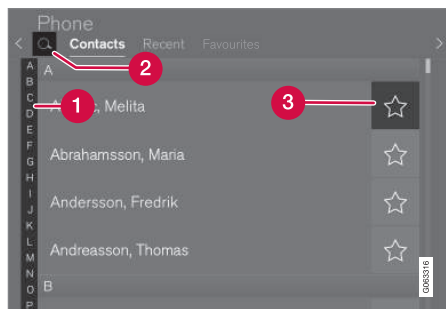 Phone
Contacts Recent Favourites
2
A
B
C
D
E
F
G
H
I
J
K
L
M
N
O
P
1
A
Melita
3
Abrahamsson, Maria
Andersson, Fredrik
Andreasson, Thomas
B
G063316